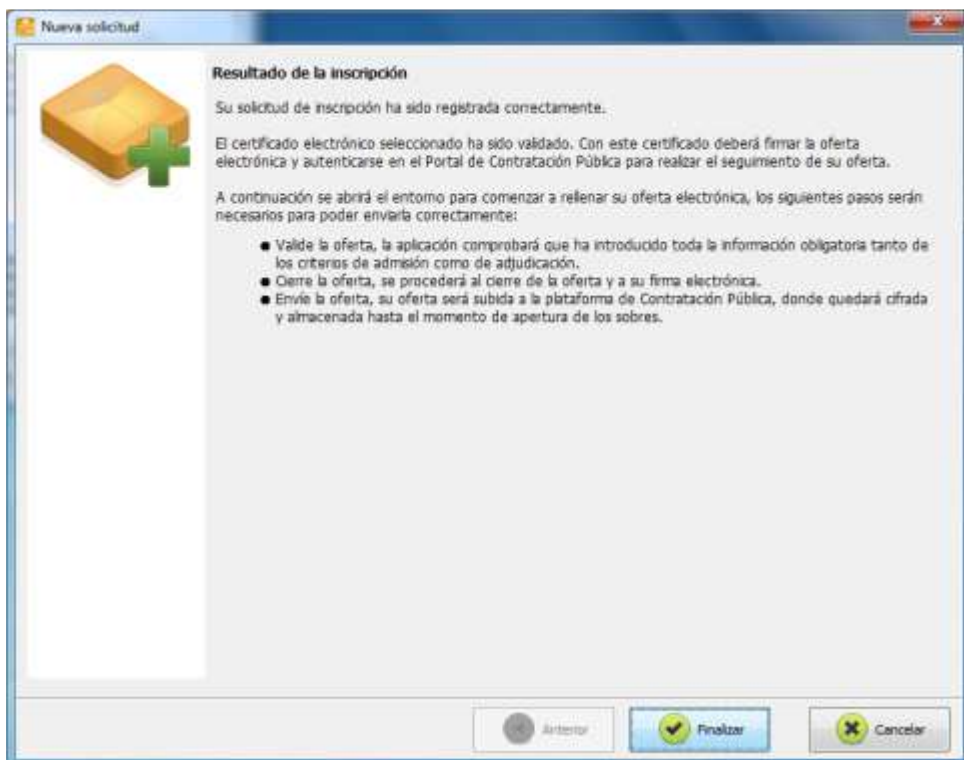 Nueva solicitud
Resultado de la inscripción
Su solicitud de inscripción ha sido registrada correctamente.
El certificado electrónico seleccionado ha sido validado. Con este certificado deberá firmar la oferta
electrónica y autenticarse en el Portal de Contratación Pública para realizar el seguimiento de su oferta.
A continuación se abrirá el entorno para comenzar a rellenar su oferta electrónica, los siguientes pasos serán
necesarios para poder enviarla correctamente:
● Valide la oferta, la aplicación comprobará que ha introducido toda la información obligatoria tanto de
los criterios de admisión como de adjudicación.
● Cierre la oferta, se procederá al cierre de la oferta y a su firma electrónica.
● Envíe la oferta, su oferta será subida a la plataforma de Contratación Pública, donde quedará cifrada
y almacenada hasta el momento de apertura de los sobres.
Anterior Finalizar Cancelar